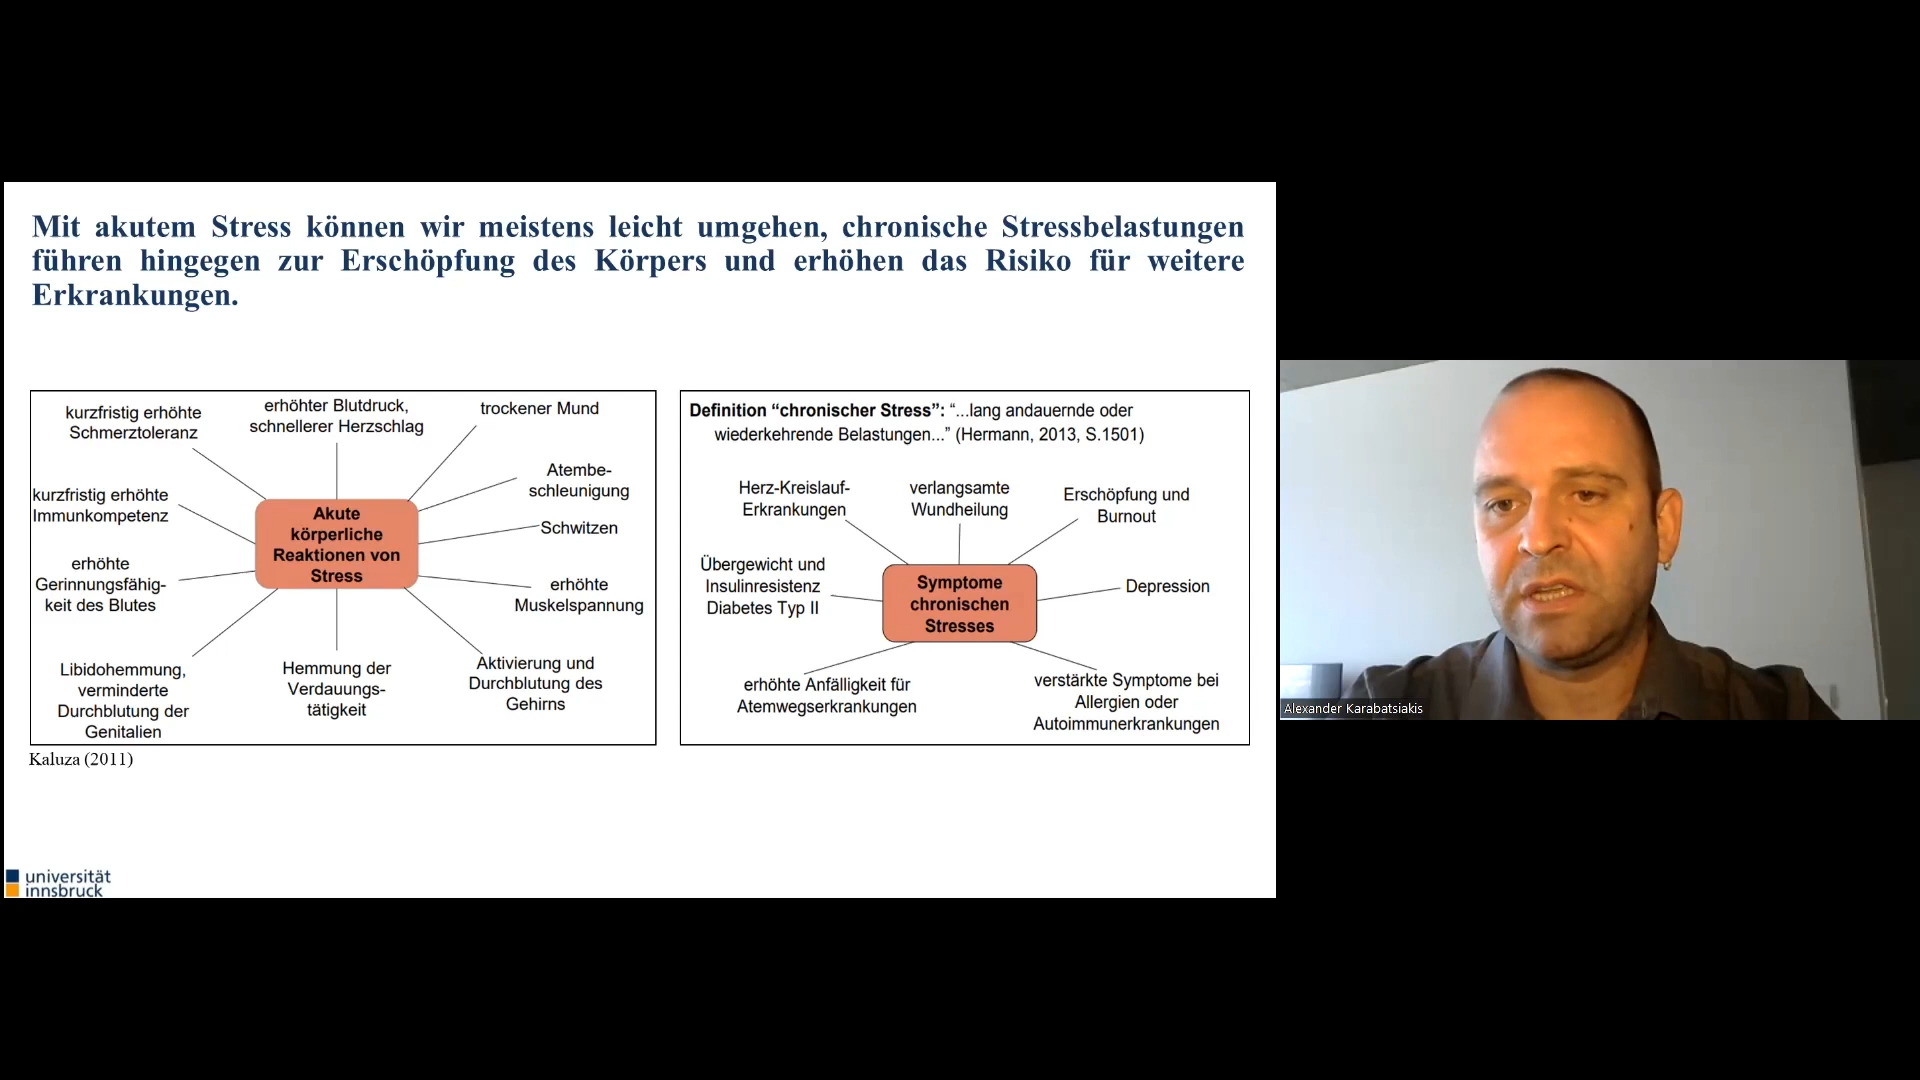 Mit akutem Stress können wir meistens leicht umgehen, chronische Stressbelastungen
führen hingegen zur Erschöpfung des Körpers und erhöhen das Risiko für weitere
Erkrankungen.
kurzfristig erhöhte
Schmerztoleranz
erhöhter Blutdruck,
schnellerer Herzschlag
trockener Mund
Atembe-
schleunigung
kurzfristig erhöhte
Immunkompetenz
Akute
körperliche
Reaktionen von
Stress
Schwitzen
erhöhte
Gerinnungsfähig-
keit des Blutes
erhöhte
Muskelspannung
Libidohemmung,
verminderte
Durchblutung der
Genitalien
Hemmung der
Verdauungs-
tätigkeit
Aktivierung und
Durchblutung des
Gehirns
Kaluza (2011)
Definition “chronischer Stress”: “...lang andauernde oder
wiederkehrende Belastungen...” (Hermann, 2013, S.1501)
Herz-Kreislauf-
Erkrankungen
verlangsamte
Wundheilung
Erschöpfung und
Burnout
Übergewicht und
Insulinresistenz
Diabetes Typ II
Symptome
chronischen
Stresses
Depression
erhöhte Anfälligkeit für
Atemwegserkrankungen
verstärkte Symptome bei
Allergien oder
Autoimmunerkrankungen
universität
innsbruck
Alexander Karabatsiakis